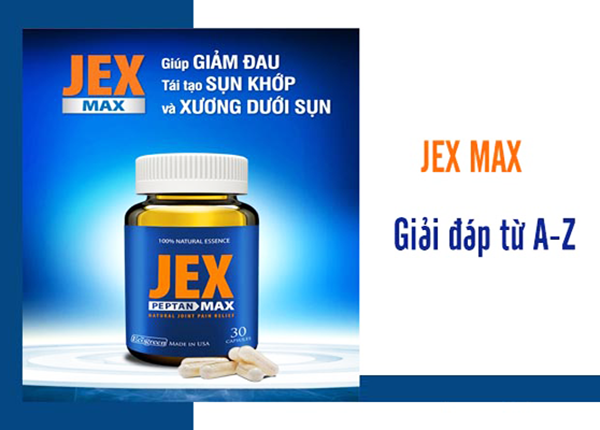 JEX
MAX
Giúp GIẢM ĐAU
Tái tạo SỤN KHỚP
và XƯƠNG DƯỚI SỤN
100% NATURAL ESSENCE
JEX
PEPTAN MAX
NATURAL JOINT PAIN RELIEF
30
CAPSULES
Ecogreen MADE IN USA
JEX MAX
Giải đáp từ A-Z